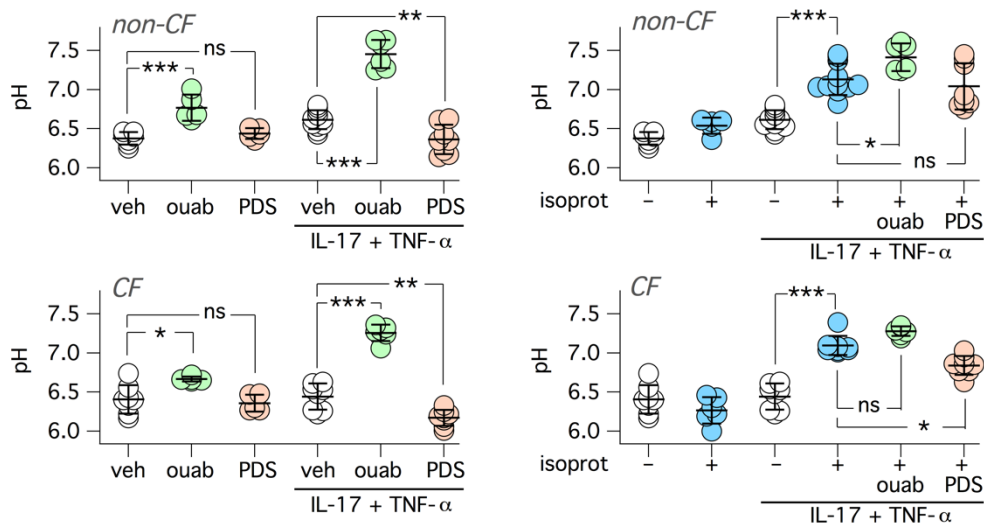 non-CF
**
ns
***
7.5
7.0
6.5
6.0
pH
***
veh ouab PDS veh ouab PDS
IL-17 + TNF-α
non-CF
***
7.5
7.0
6.5
6.0
pH
*
ns
isoprot - + - + + +
ouab PDS
IL-17 + TNF-α
CF
**
ns
***
*
7.5
7.0
6.5
6.0
pH
veh ouab PDS veh ouab PDS
IL-17 + TNF-α
CF
***
7.5
7.0
6.5
6.0
pH
ns
*
isoprot - + - + + +
ouab PDS
IL-17 + TNF-α